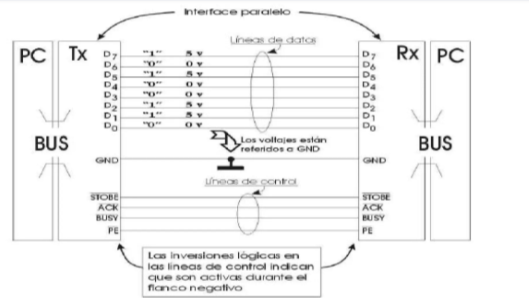 Interface paralelo
Líneas de datos
PC Tx Rx PC
D7 "1" 5 v D7
D6 "0" 0 v D6
D5 "1" 5 v D5
D4 "0" 0 v D4
D3 "0" 0 v D3
D2 "1" 5 v D2
D1 "1" 5 v D1
D0 "0" 0 v D0
BUS BUS
Los voltajes están
referidos a GND
GND GND
Líneas de control
STOBE STOBE
ACK ACK
BUSY BUSY
PE PE
Las inversiones lógicas en
las líneas de control indican
que son activas durante el
flanco negativo